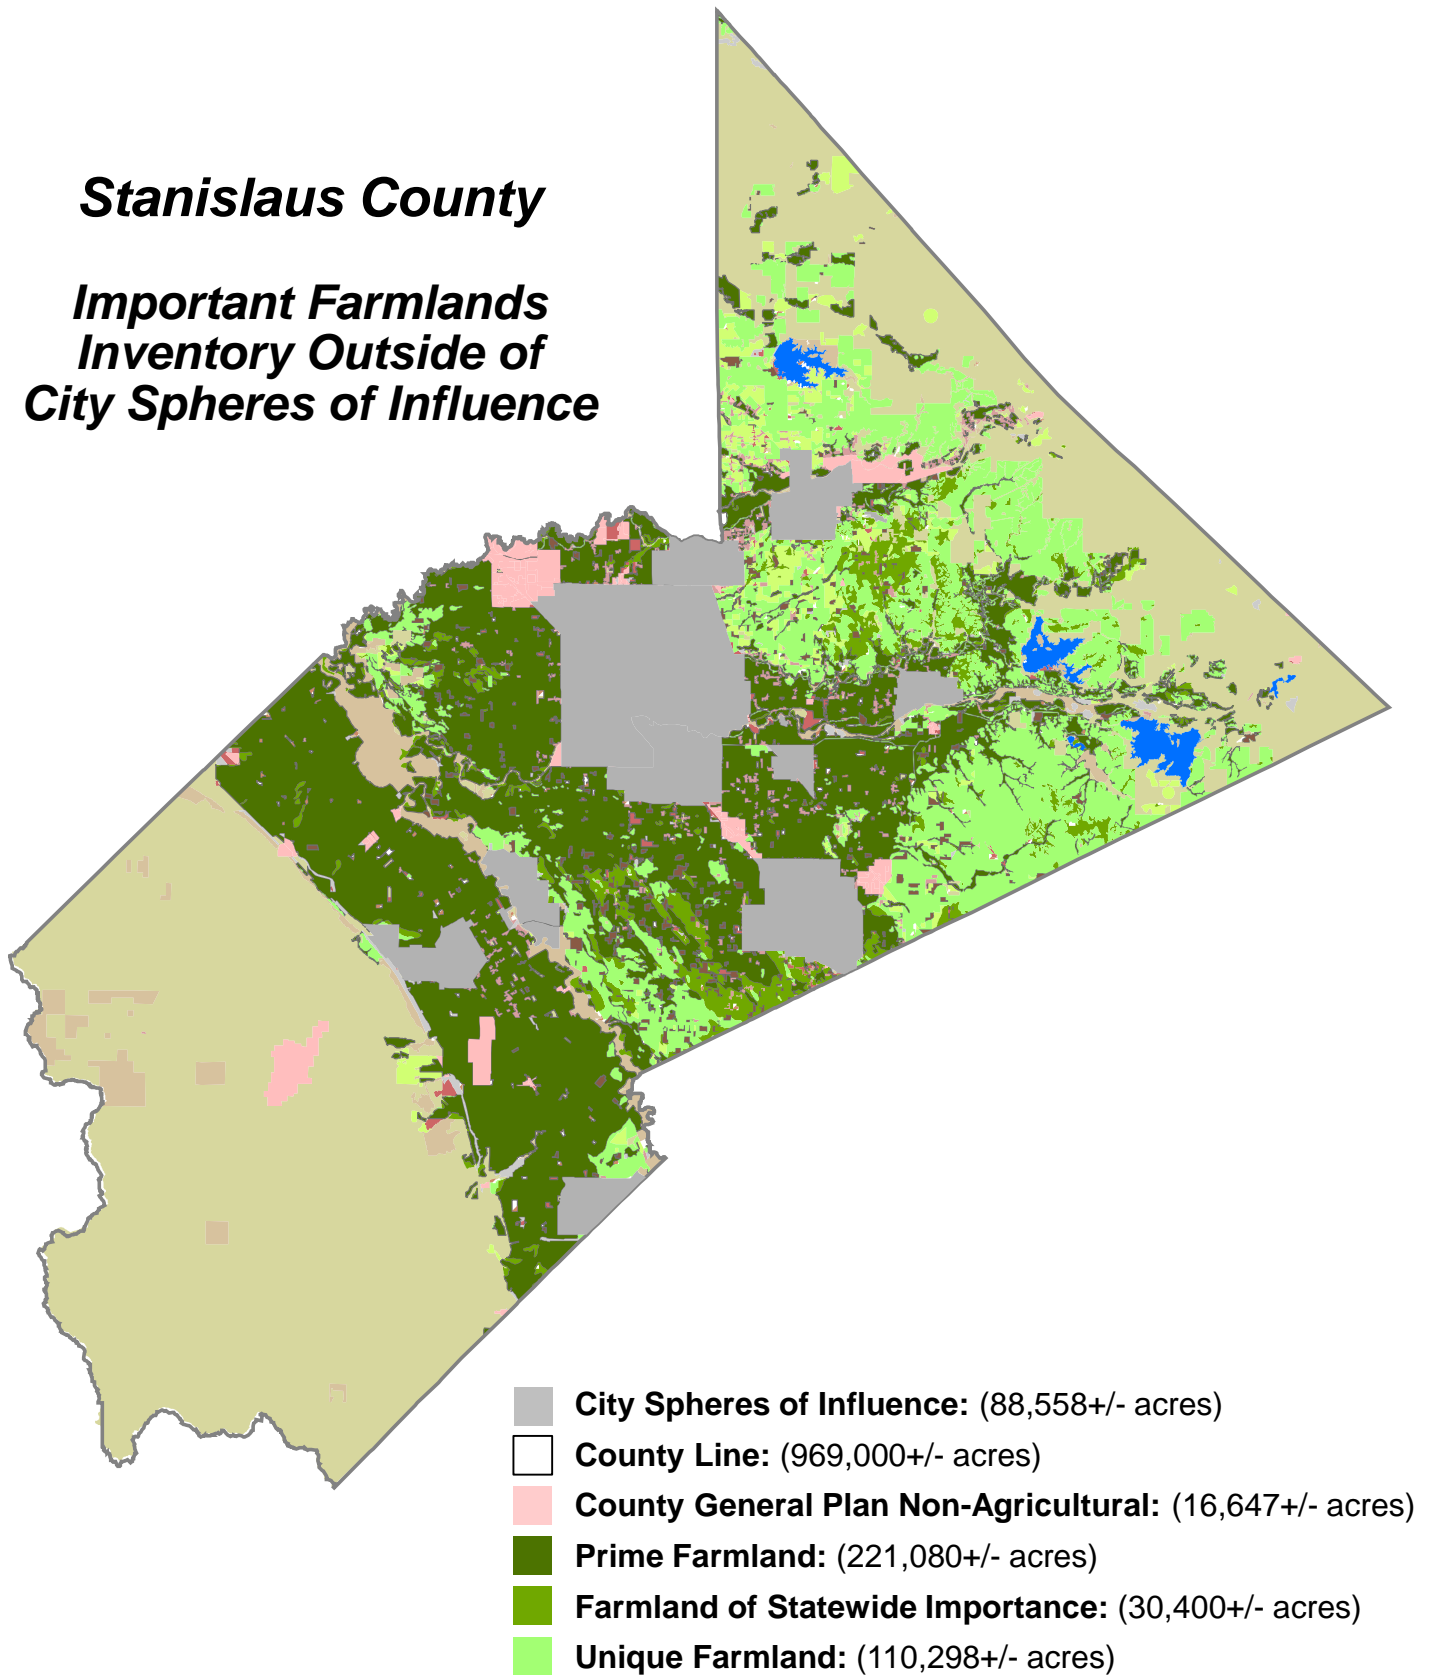 Stanislaus County
Important Farmlands
Inventory Outside of
City Spheres of Influence
City Spheres of Influence: (88,558+/- acres)
County Line: (969,000+/- acres)
County General Plan Non-Agricultural: (16,647+/- acres)
Prime Farmland: (221,080+/- acres)
Farmland of Statewide Importance: (30,400+/- acres)
Unique Farmland: (110,298+/- acres)